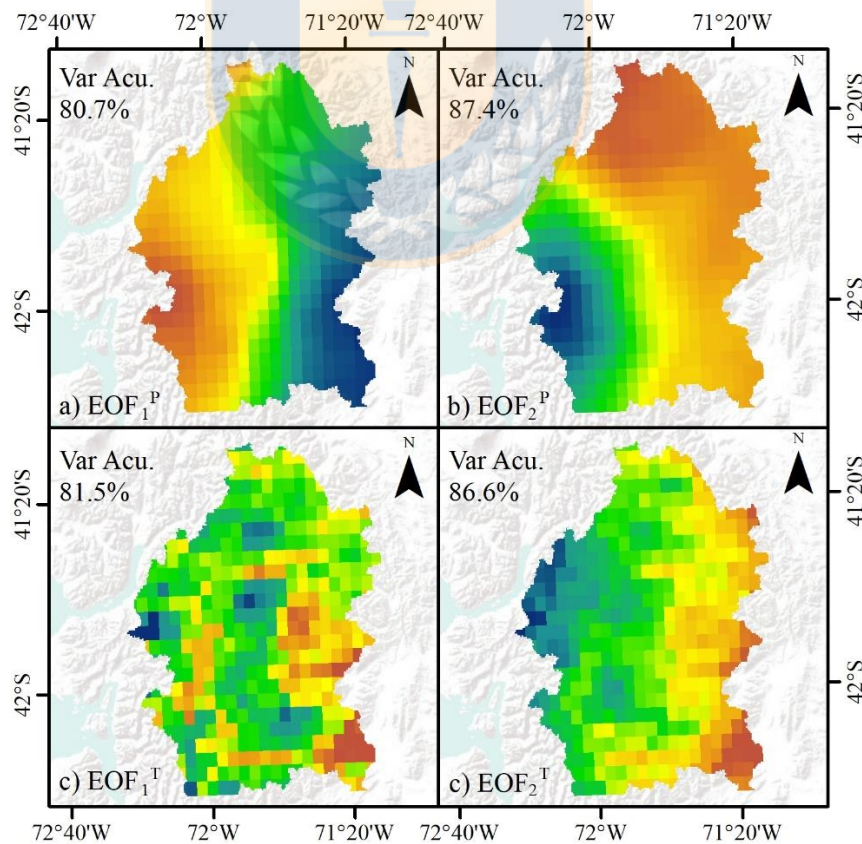 72°40'W 72°W 71°20'W 72°40'W 72°W 71°20'W
Var Acu.
80.7%
N
a) EOF₁ᴾ
41°20'S
42°S
Var Acu.
87.4%
N
b) EOF₂ᴾ
41°20'S
42°S
Var Acu.
81.5%
N
c) EOF₁ᵀ
41°20'S
42°S
Var Acu.
86.6%
N
c) EOF₂ᵀ
41°20'S
42°S
72°40'W 72°W 71°20'W 72°40'W 72°W 71°20'W